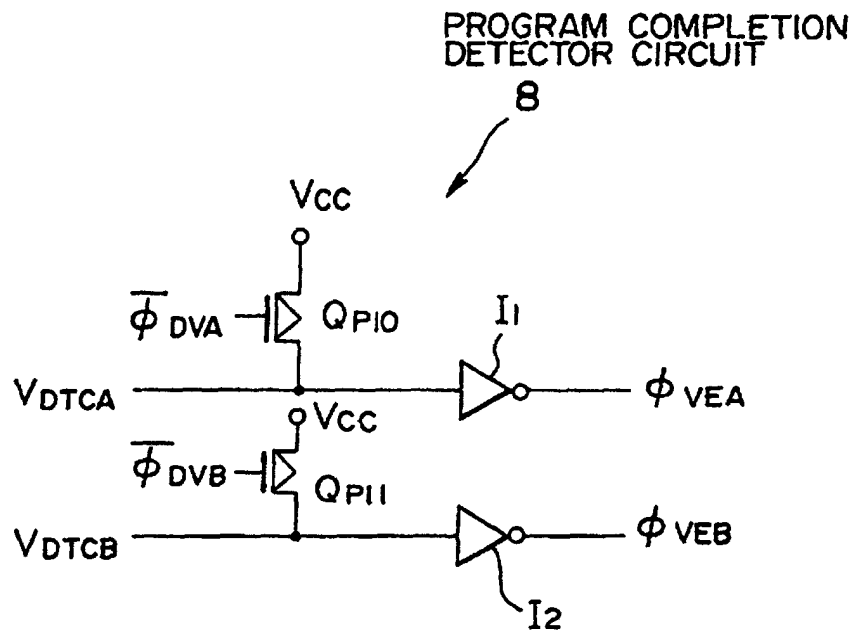 PROGRAM COMPLETION
DETECTOR CIRCUIT
8
VCC
φ̅DVA
QP10
I1
VDTCA
φVEA
VCC
φ̅DVB
QP11
VDTCB
φVEB
I2